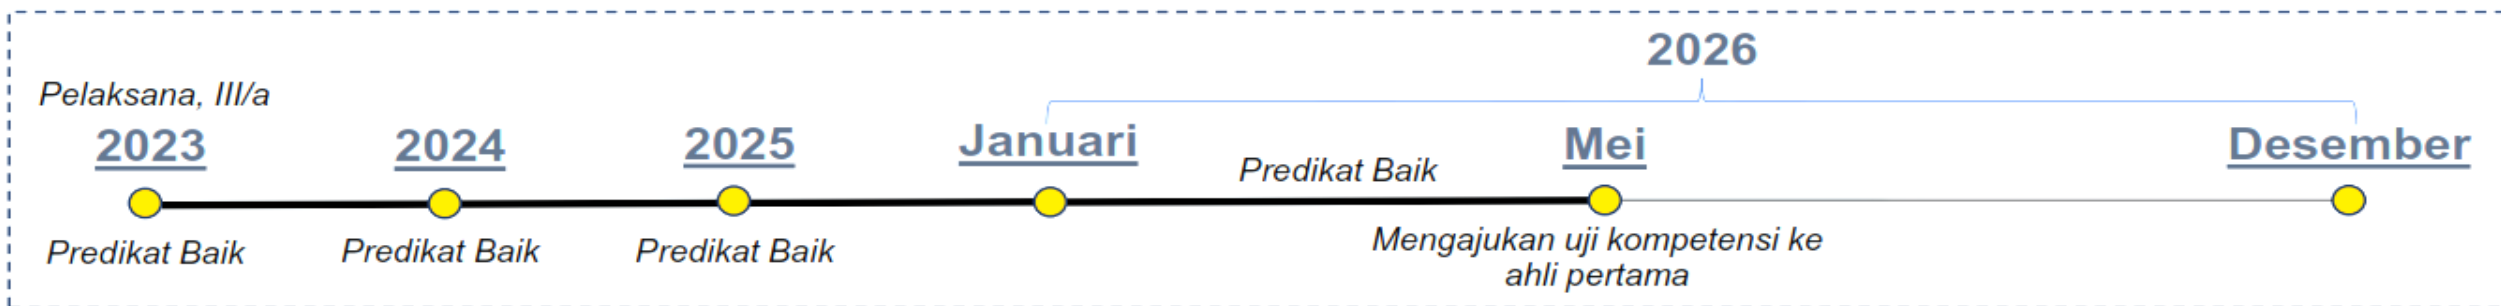 2026
Pelaksana, III/a
2023
2024
2025
Januari
Mei
Desember
Predikat Baik
Predikat Baik
Predikat Baik
Predikat Baik
Mengajukan uji kompetensi ke
ahli pertama